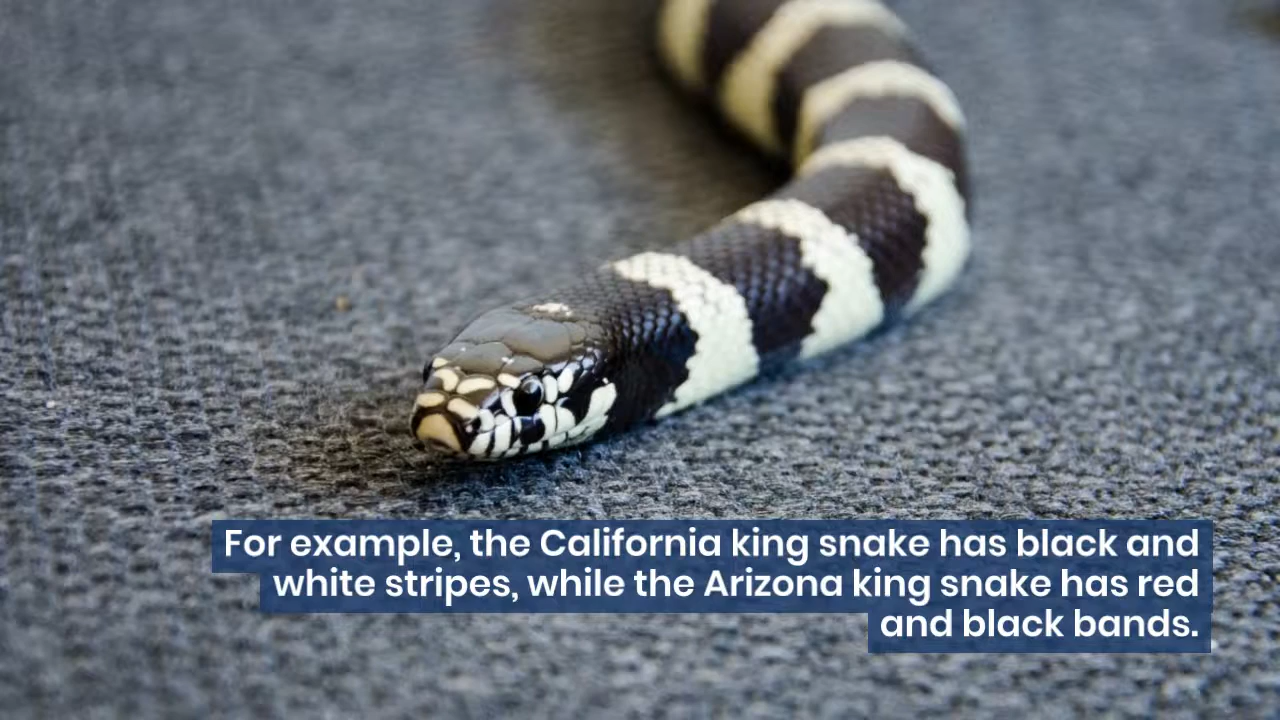 For example, the California king snake has black and
white stripes, while the Arizona king snake has red
and black bands.